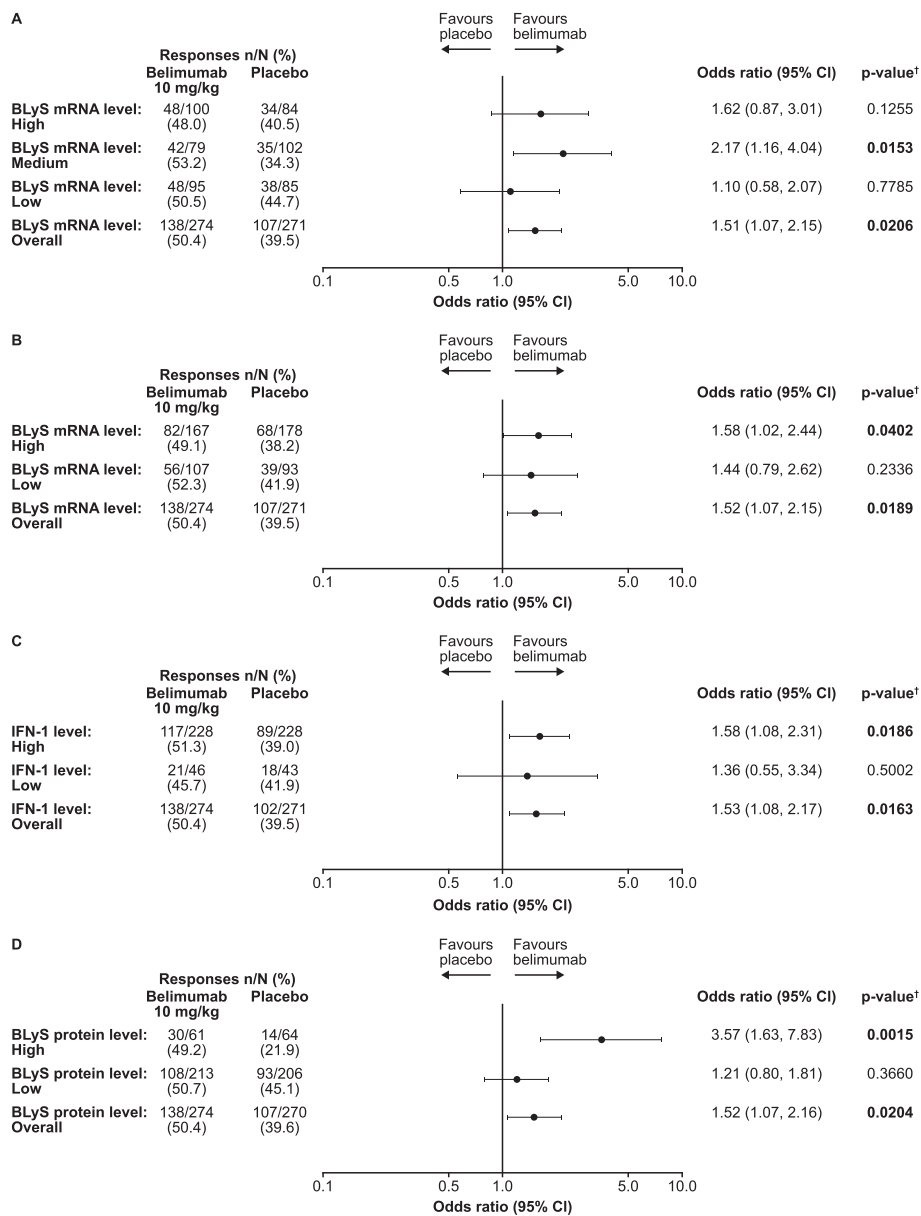 A
Favours placebo
Favours belimumab
Responses n/N (%)
Belimumab 10 mg/kg
Placebo
Odds ratio (95% CI)
p-value†
BLyS mRNA level: High
48/100 (48.0)
34/84 (40.5)
1.62 (0.87, 3.01)
0.1255
BLyS mRNA level: Medium
42/79 (53.2)
35/102 (34.3)
2.17 (1.16, 4.04)
0.0153
BLyS mRNA level: Low
48/95 (50.5)
38/85 (44.7)
1.10 (0.58, 2.07)
0.7785
BLyS mRNA level: Overall
138/274 (50.4)
107/271 (39.5)
1.51 (1.07, 2.15)
0.0206
0.1 0.5 1.0 5.0 10.0
Odds ratio (95% CI)
B
Favours placebo
Favours belimumab
Responses n/N (%)
Belimumab 10 mg/kg
Placebo
Odds ratio (95% CI)
p-value†
BLyS mRNA level: High
82/167 (49.1)
68/178 (38.2)
1.58 (1.02, 2.44)
0.0402
BLyS mRNA level: Low
56/107 (52.3)
39/93 (41.9)
1.44 (0.79, 2.62)
0.2336
BLyS mRNA level: Overall
138/274 (50.4)
107/271 (39.5)
1.52 (1.07, 2.15)
0.0189
0.1 0.5 1.0 5.0 10.0
Odds ratio (95% CI)
C
Favours placebo
Favours belimumab
Responses n/N (%)
Belimumab 10 mg/kg
Placebo
Odds ratio (95% CI)
p-value†
IFN-1 level: High
117/228 (51.3)
89/228 (39.0)
1.58 (1.08, 2.31)
0.0186
IFN-1 level: Low
21/46 (45.7)
18/43 (41.9)
1.36 (0.55, 3.34)
0.5002
IFN-1 level: Overall
138/274 (50.4)
102/271 (39.5)
1.53 (1.08, 2.17)
0.0163
0.1 0.5 1.0 5.0 10.0
Odds ratio (95% CI)
D
Favours placebo
Favours belimumab
Responses n/N (%)
Belimumab 10 mg/kg
Placebo
Odds ratio (95% CI)
p-value†
BLyS protein level: High
30/61 (49.2)
14/64 (21.9)
3.57 (1.63, 7.83)
0.0015
BLyS protein level: Low
108/213 (50.7)
93/206 (45.1)
1.21 (0.80, 1.81)
0.3660
BLyS protein level: Overall
138/274 (50.4)
107/270 (39.6)
1.52 (1.07, 2.16)
0.0204
0.1 0.5 1.0 5.0 10.0
Odds ratio (95% CI)